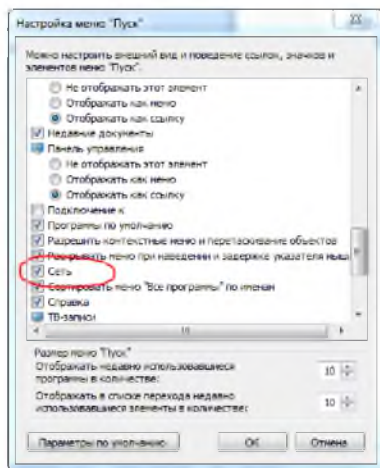 Настройка меню "Пуск"
Можно настроить внешний вид и поведение ссылок, значков и
элементов меню "Пуск".
Не отображать этот элемент
Отображать как меню
Отображать как ссылку
Недавние документы
Панель управления
Не отображать этот элемент
Отображать как меню
Отображать как ссылку
Подключение к
Программы по умолчанию
Разрешить контекстные меню и перетаскивание объектов
Раскрывать меню при наведении и задержке указателя мыш
Сеть
Сортировать меню "Все программы" по именам
Справка
ТВ-записи
Размер меню "Пуск"
Отображать недавно использовавшиеся
программы в количестве:
10
Отображать в списке перехода недавно
использовавшиеся элементы в количестве:
10
Параметры по умолчанию
ОК
Отмена